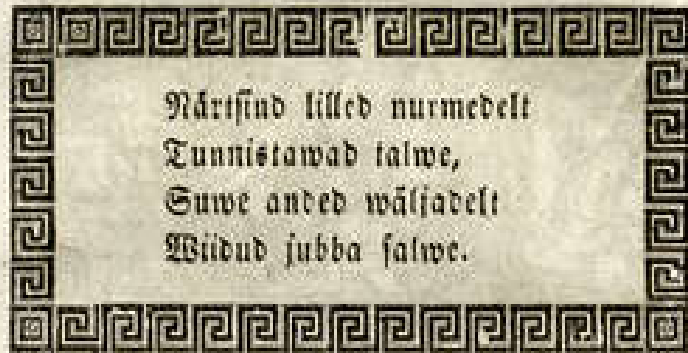 Närtsind lilled nurmedelt
Tunnistawad talwe,
Suwe anded wäljadelt
Wiidud jubba salwe.